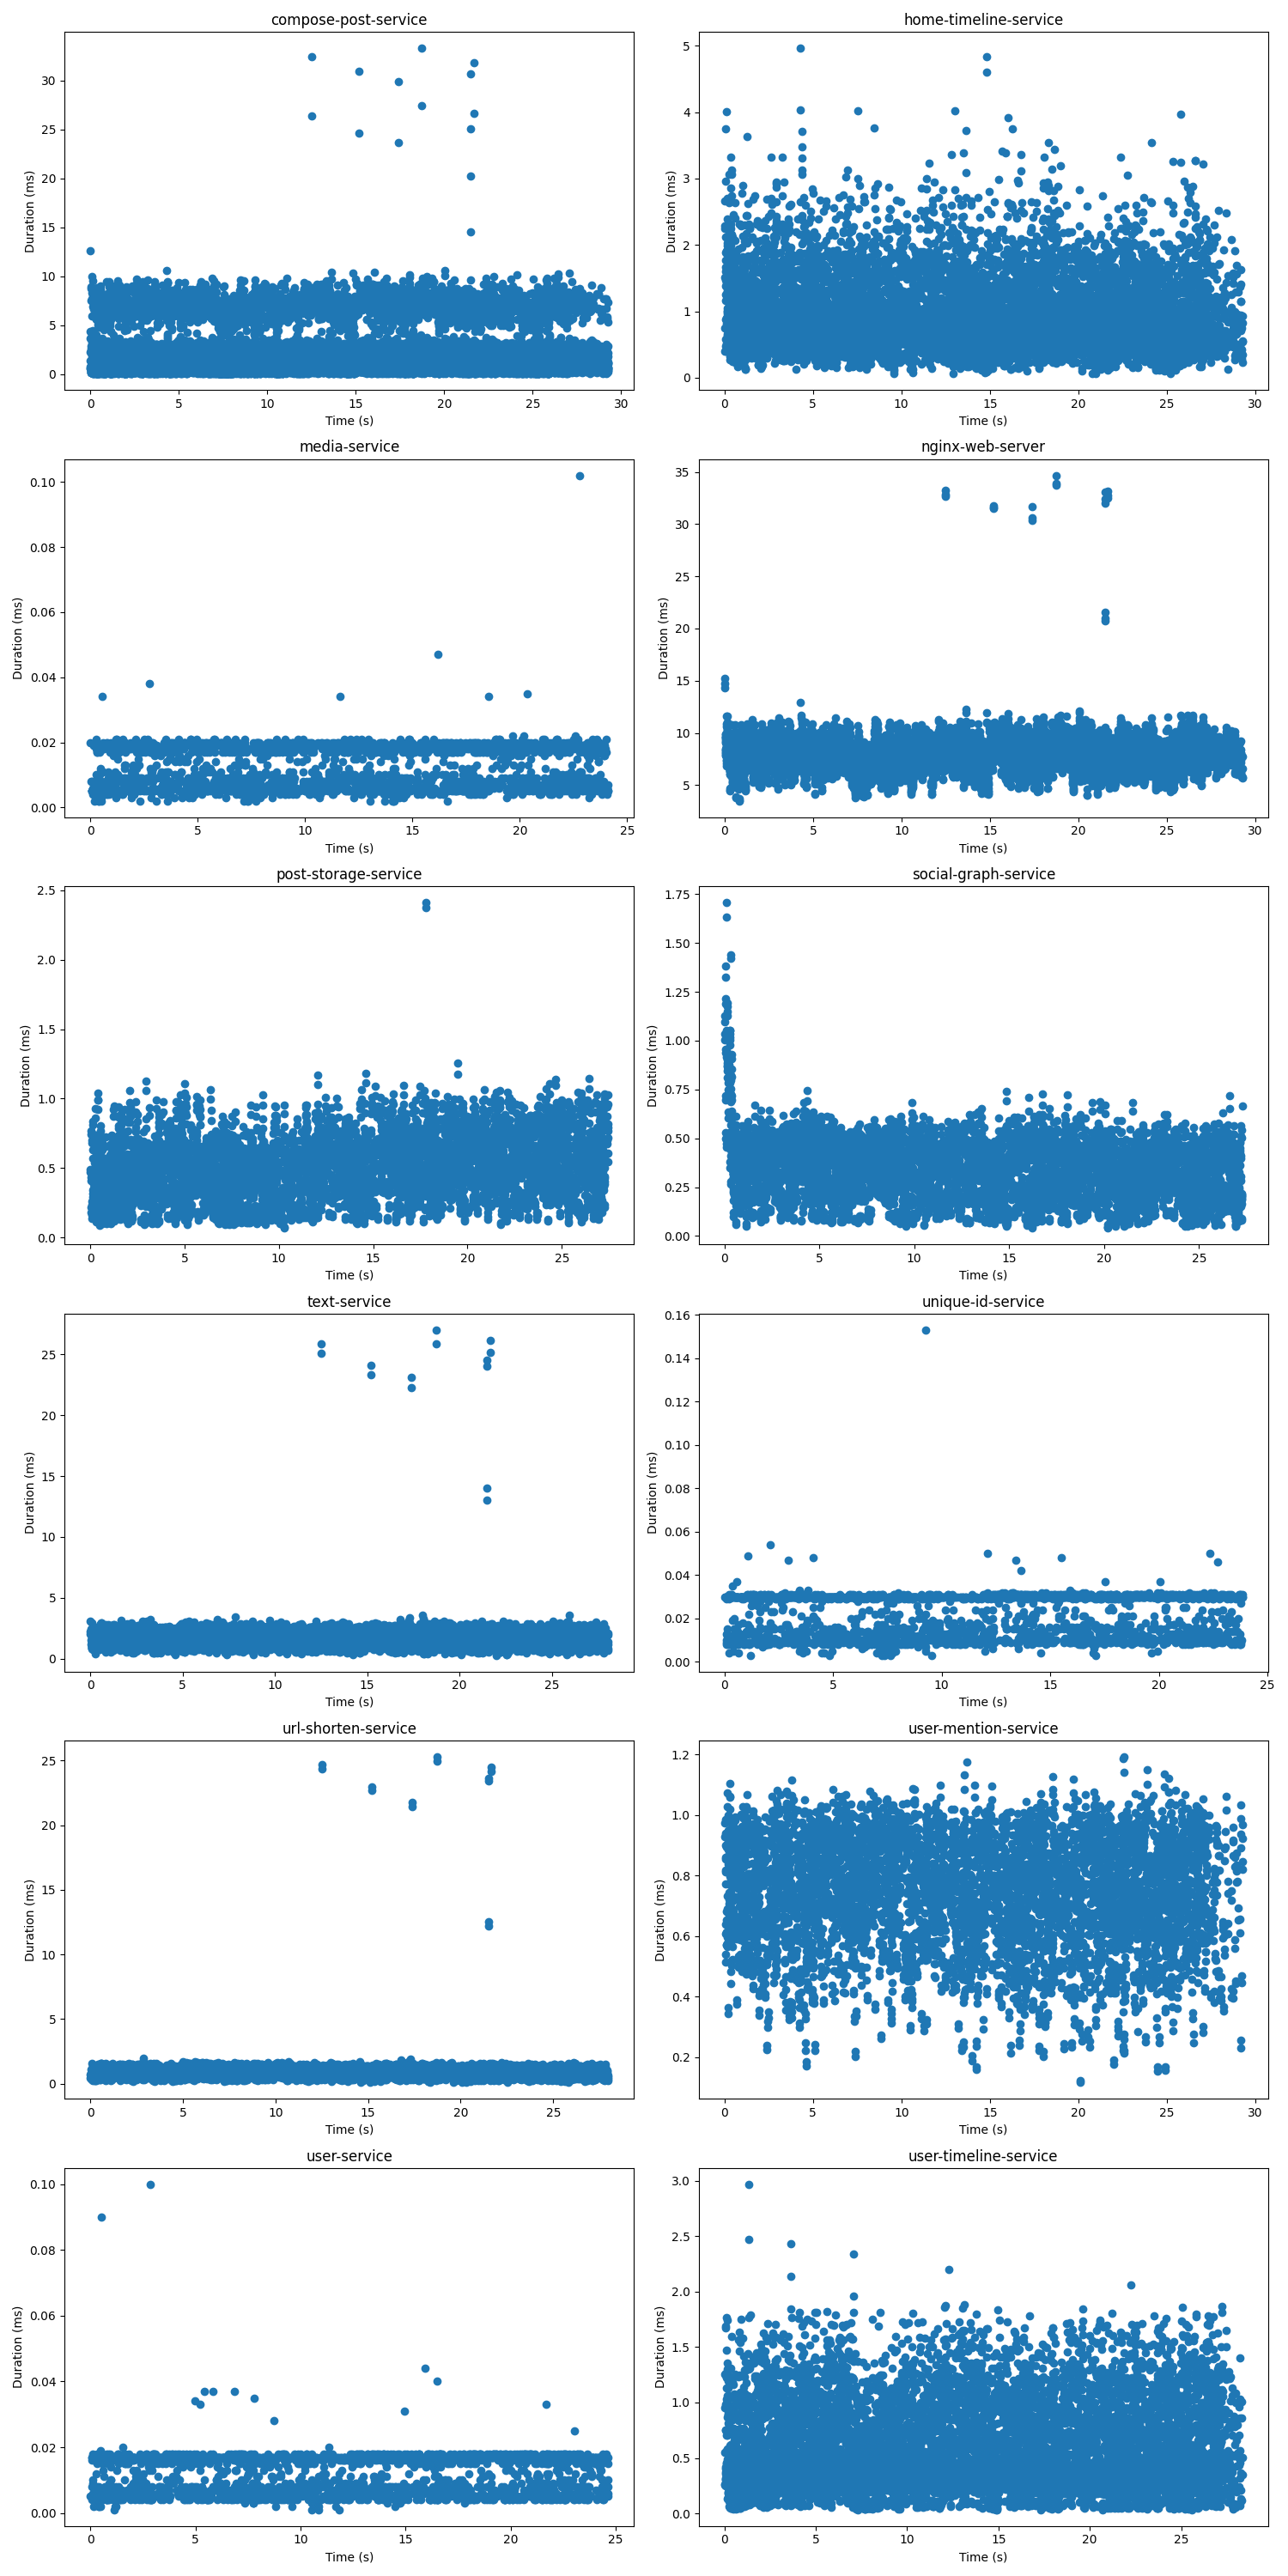 compose-post-service
Duration (ms)
30
25
20
15
10
5
0
0 5 10 15 20 25 30
Time (s)
home-timeline-service
Duration (ms)
5
4
3
2
1
0
0 5 10 15 20 25 30
Time (s)
media-service
Duration (ms)
0.10
0.08
0.06
0.04
0.02
0.00
0 5 10 15 20 25
Time (s)
nginx-web-server
Duration (ms)
35
30
25
20
15
10
5
0 5 10 15 20 25 30
Time (s)
post-storage-service
Duration (ms)
2.5
2.0
1.5
1.0
0.5
0.0
0 5 10 15 20 25
Time (s)
social-graph-service
Duration (ms)
1.75
1.50
1.25
1.00
0.75
0.50
0.25
0.00
0 5 10 15 20 25
Time (s)
text-service
Duration (ms)
25
20
15
10
5
0
0 5 10 15 20 25
Time (s)
unique-id-service
Duration (ms)
0.16
0.14
0.12
0.10
0.08
0.06
0.04
0.02
0.00
0 5 10 15 20 25
Time (s)
url-shorten-service
Duration (ms)
25
20
15
10
5
0
0 5 10 15 20 25
Time (s)
user-mention-service
Duration (ms)
1.2
1.0
0.8
0.6
0.4
0.2
0 5 10 15 20 25 30
Time (s)
user-service
Duration (ms)
0.10
0.08
0.06
0.04
0.02
0.00
0 5 10 15 20 25
Time (s)
user-timeline-service
Duration (ms)
3.0
2.5
2.0
1.5
1.0
0.5
0.0
0 5 10 15 20 25
Time (s)